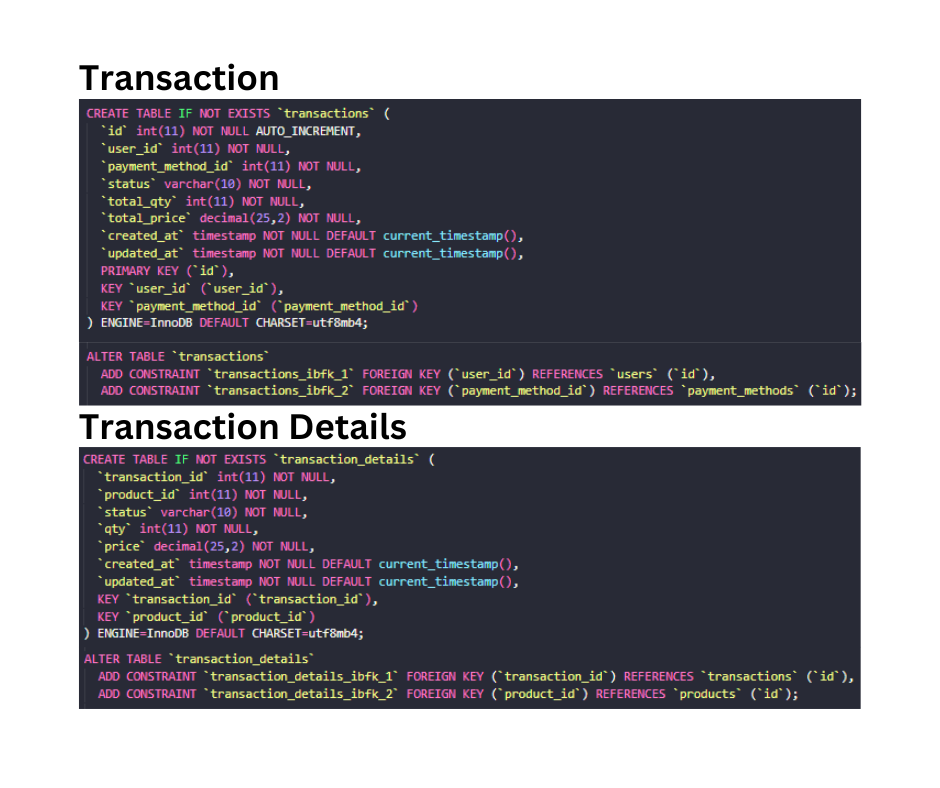 Transaction
CREATE TABLE IF NOT EXISTS `transactions` (
`id` int(11) NOT NULL AUTO_INCREMENT,
`user_id` int(11) NOT NULL,
`payment_method_id` int(11) NOT NULL,
`status` varchar(10) NOT NULL,
`total_qty` int(11) NOT NULL,
`total_price` decimal(25,2) NOT NULL,
`created_at` timestamp NOT NULL DEFAULT current_timestamp(),
`updated_at` timestamp NOT NULL DEFAULT current_timestamp(),
PRIMARY KEY (`id`),
KEY `user_id` (`user_id`),
KEY `payment_method_id` (`payment_method_id`)
) ENGINE=InnoDB DEFAULT CHARSET=utf8mb4;
ALTER TABLE `transactions`
ADD CONSTRAINT `transactions_ibfk_1` FOREIGN KEY (`user_id`) REFERENCES `users` (`id`),
ADD CONSTRAINT `transactions_ibfk_2` FOREIGN KEY (`payment_method_id`) REFERENCES `payment_methods` (`id`);
Transaction Details
CREATE TABLE IF NOT EXISTS `transaction_details` (
`transaction_id` int(11) NOT NULL,
`product_id` int(11) NOT NULL,
`status` varchar(10) NOT NULL,
`qty` int(11) NOT NULL,
`price` decimal(25,2) NOT NULL,
`created_at` timestamp NOT NULL DEFAULT current_timestamp(),
`updated_at` timestamp NOT NULL DEFAULT current_timestamp(),
KEY `transaction_id` (`transaction_id`),
KEY `product_id` (`product_id`)
) ENGINE=InnoDB DEFAULT CHARSET=utf8mb4;
ALTER TABLE `transaction_details`
ADD CONSTRAINT `transaction_details_ibfk_1` FOREIGN KEY (`transaction_id`) REFERENCES `transactions` (`id`),
ADD CONSTRAINT `transaction_details_ibfk_2` FOREIGN KEY (`product_id`) REFERENCES `products` (`id`);